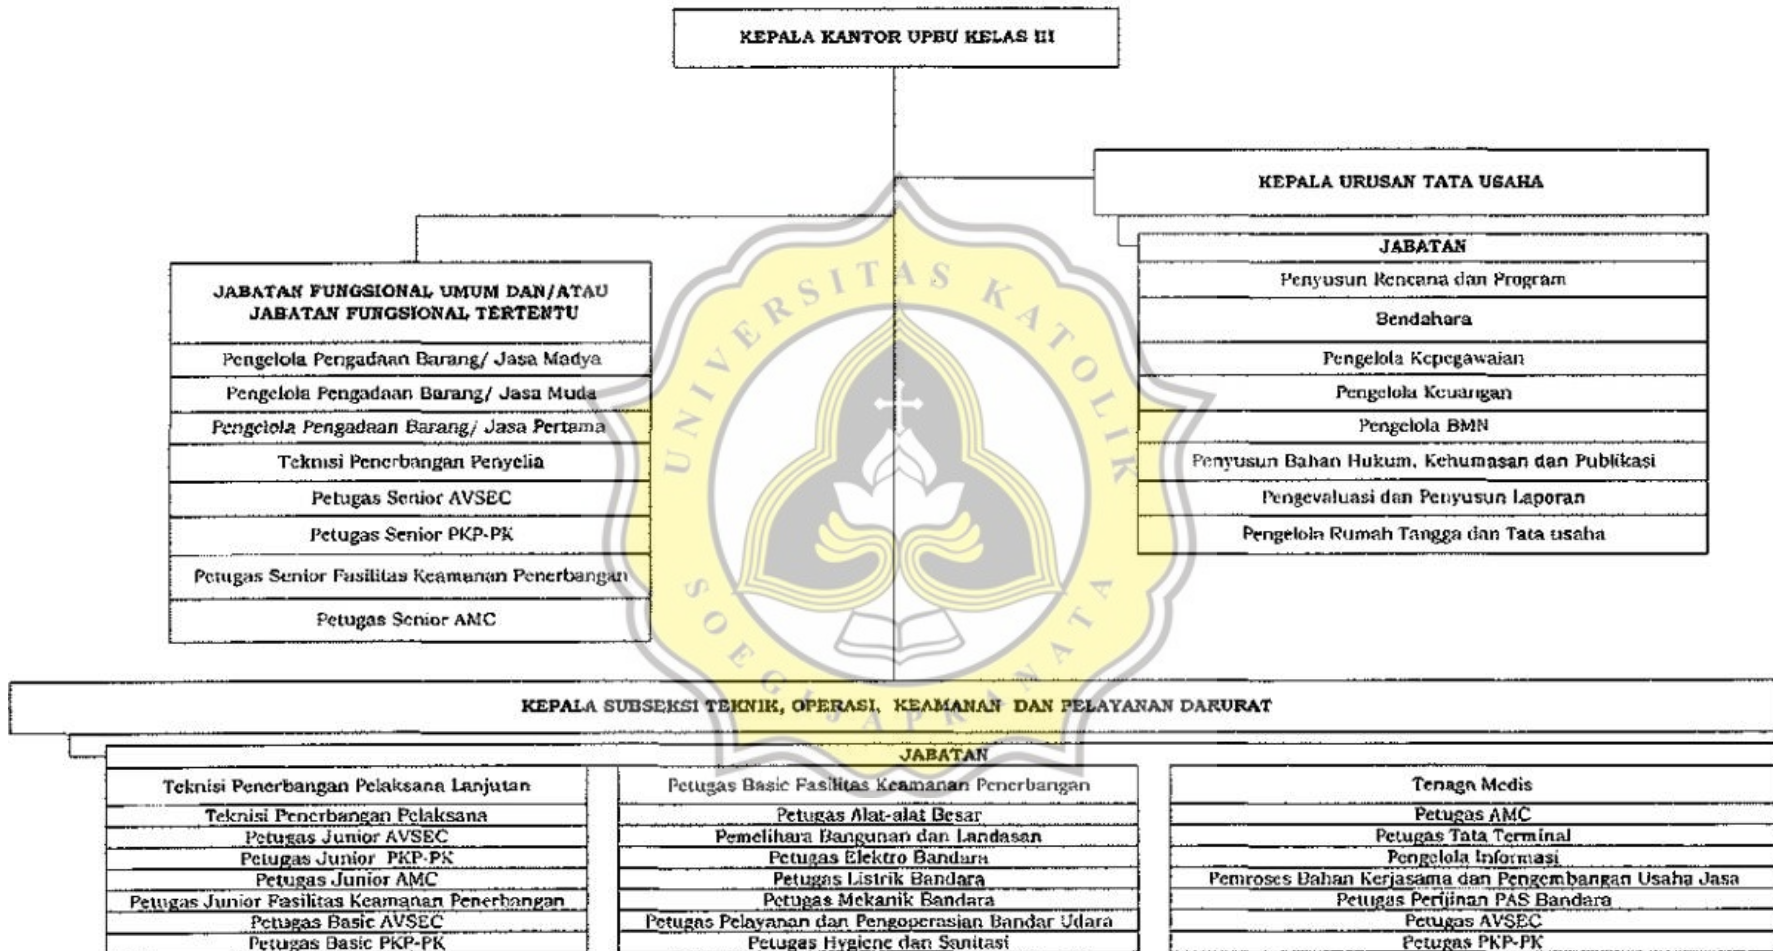 KEPALA KANTOR UPBU KELAS III
KEPALA URUSAN TATA USAHA
JABATAN
Penyusun Rencana dan Program
Bendahara
Pengelola Kepegawaian
Pengelola Keuangan
Pengelola BMN
Penyusun Bahan Hukum, Kehumasan dan Publikasi
Pengevaluasi dan Penyusun Laporan
Pengelola Rumah Tangga dan Tata usaha
JABATAN FUNGSIONAL UMUM DAN/ATAU
JABATAN FUNGSIONAL TERTENTU
Pengelola Pengadaan Barang/ Jasa Madya
Pengelola Pengadaan Barang/ Jasa Muda
Pengelola Pengadaan Barang/ Jasa Pertama
Teknisi Penerbangan Penyelia
Petugas Senior AVSEC
Petugas Senior PKP-PK
Petugas Senior Fasilitas Keamanan Penerbangan
Petugas Senior AMC
UNIVERSITAS KATOLIK
SOEGIJAPRANATA
KEPALA SUBSEKSI TEKNIK, OPERASI, KEAMANAN DAN PELAYANAN DARURAT
JABATAN
Teknisi Penerbangan Pelaksana Lanjutan
Teknisi Penerbangan Pelaksana
Petugas Junior AVSEC
Petugas Junior PKP-PK
Petugas Junior AMC
Petugas Junior Fasilitas Keamanan Penerbangan
Petugas Basic AVSEC
Petugas Basic PKP-PK
Petugas Basic Fasilitas Keamanan Penerbangan
Petugas Alat-alat Besar
Pemelihara Bangunan dan Landasan
Petugas Elektro Bandara
Petugas Listrik Bandara
Petugas Mekanik Bandara
Petugas Pelayanan dan Pengoperasian Bandar Udara
Petugas Hygiene dan Sanitasi
Tenaga Medis
Petugas AMC
Petugas Tata Terminal
Pengelola Informasi
Pemroses Bahan Kerjasama dan Pengembangan Usaha Jasa
Petugas Perijinan PAS Bandara
Petugas AVSEC
Petugas PKP-PK